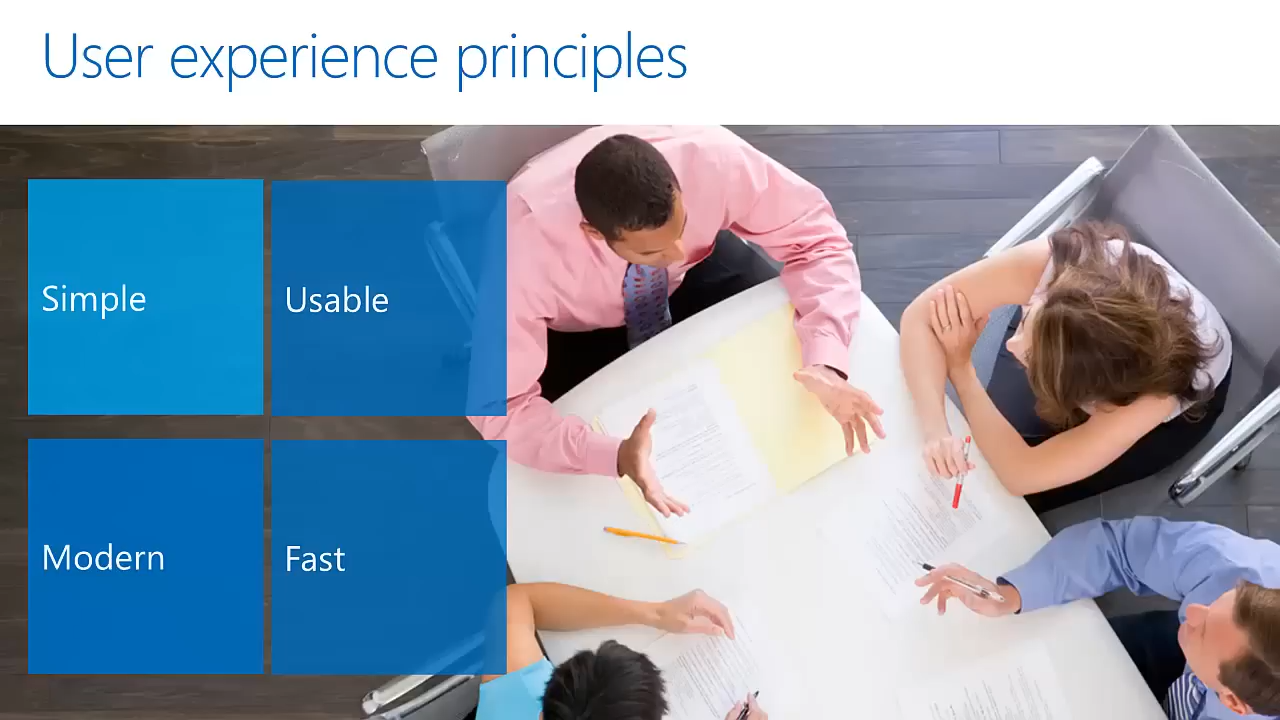 User experience principles
Simple
Usable
Modern
Fast